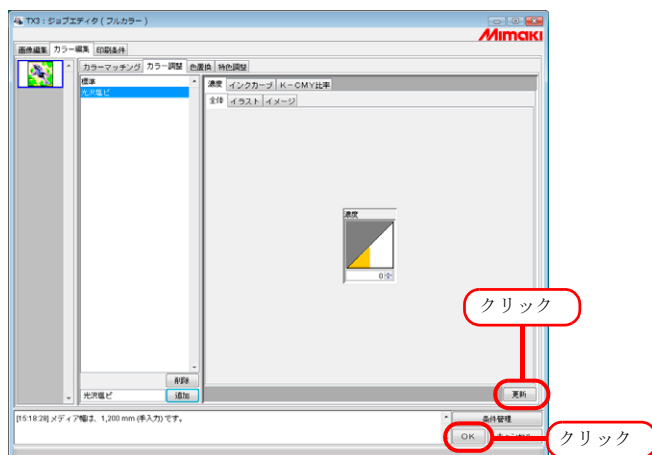 TX3 : ジョブエディタ ( フルカラー )
Mimaki
画像編集 カラー編集 印刷条件
カラーマッチング カラー調整 色置換 特色調整
標準
光沢塩ビ
濃度 インクカーブ K－CMY比率
全体 イラスト イメージ
濃度
0
クリック
削除
光沢塩ビ 追加
更新
[15:18:28] メディア幅は、1,200 mm (手入力) です。
条件管理
OK
クリック